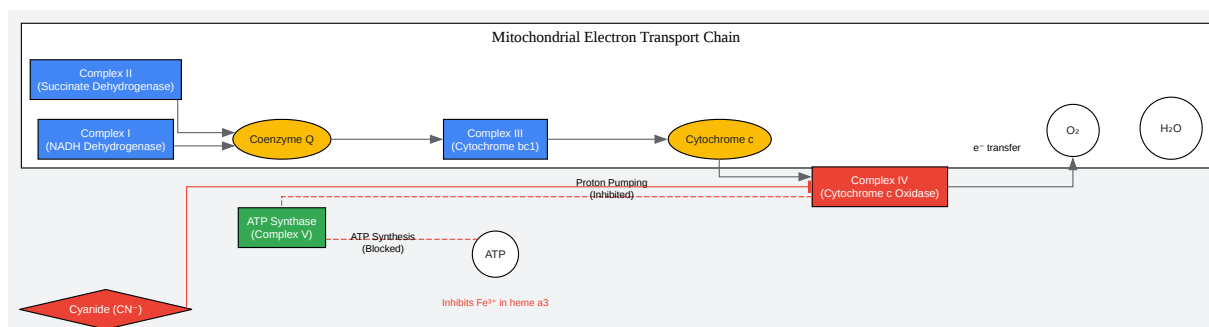 Mitochondrial Electron Transport Chain
Complex II
(Succinate Dehydrogenase)
Complex I
(NADH Dehydrogenase)
Coenzyme Q
Complex III
(Cytochrome bc1)
Cytochrome c
e⁻ transfer
O₂
H₂O
Complex IV
(Cytochrome c Oxidase)
Proton Pumping
(Inhibited)
ATP Synthase
(Complex V)
ATP Synthesis
(Blocked)
ATP
Cyanide (CN⁻)
Inhibits Fe³⁺ in heme a3